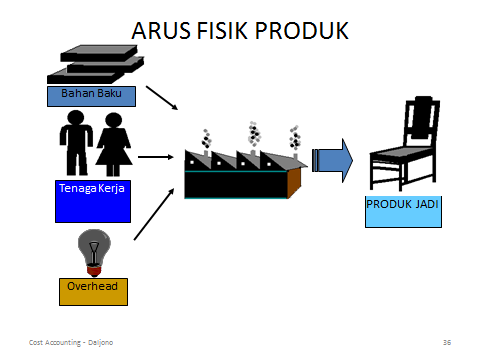 ARUS FISIK PRODUK
Bahan Baku
Tenaga Kerja
Overhead
PRODUK JADI
Cost Accounting - Daljono
36